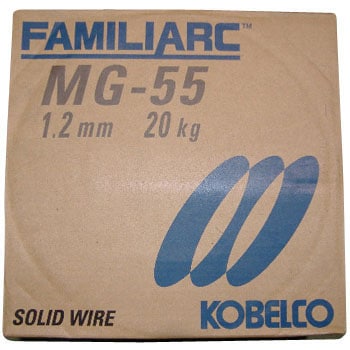 FAMILIARC™
MG-55
1.2 mm 20 kg
SOLID WIRE
KOBELCO